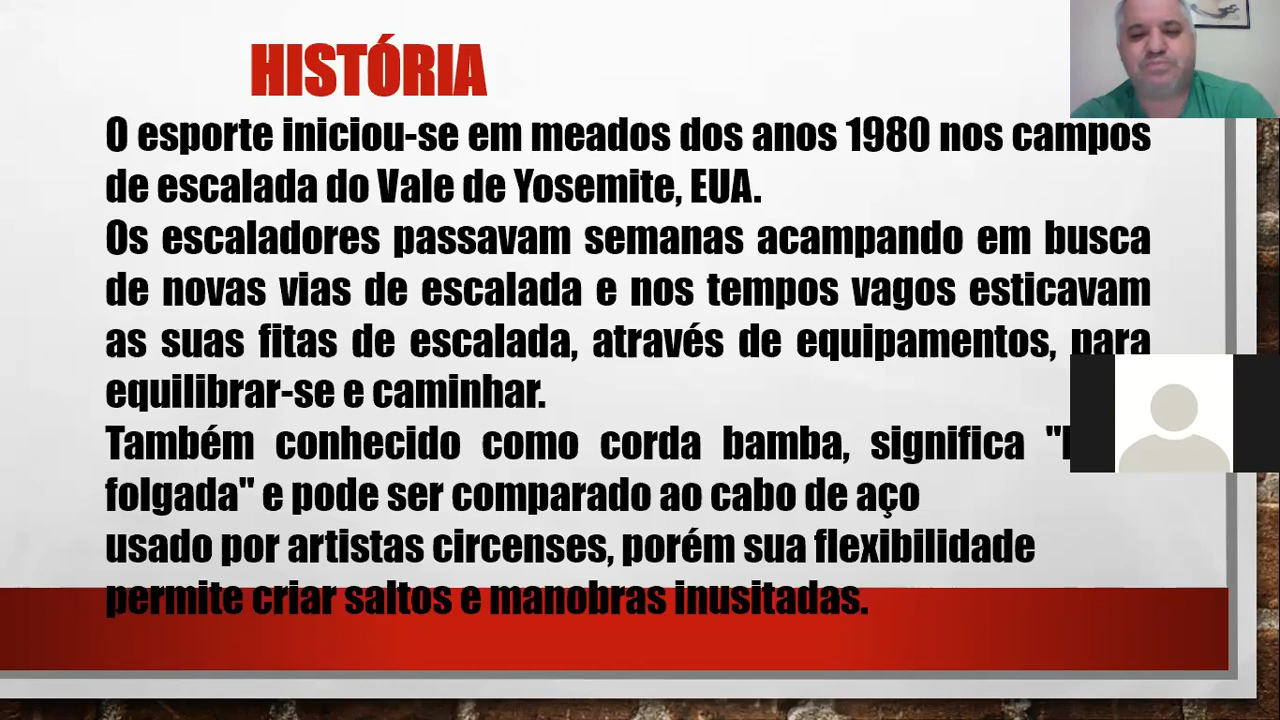 HISTÓRIA
O esporte iniciou-se em meados dos anos 1980 nos campos
de escalada do Vale de Yosemite, EUA.
Os escaladores passavam semanas acampando em busca
de novas vias de escalada e nos tempos vagos esticavam
as suas fitas de escalada, através de equipamentos, para
equilibrar-se e caminhar.
Também conhecido como corda bamba, significa
folgada" e pode ser comparado ao cabo de aço
usado por artistas circenses, porém sua flexibilidade
permite criar saltos e manobras inusitadas.